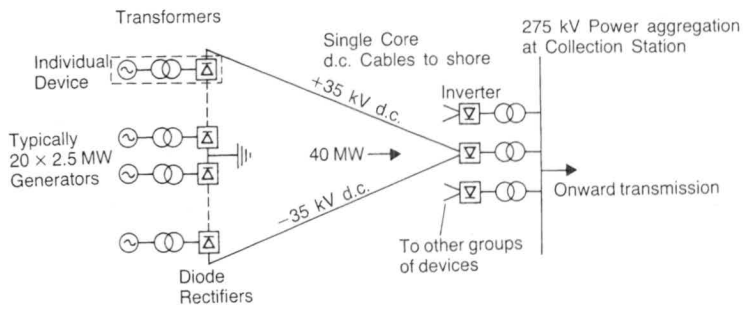 Transformers
Individual
Device
Typically
20 × 2.5 MW
Generators
Diode
Rectifiers
Single Core
d.c. Cables to shore
+35 kV d.c.
40 MW
−35 kV d.c.
Inverter
To other groups
of devices
275 kV Power aggregation
at Collection Station
Onward transmission